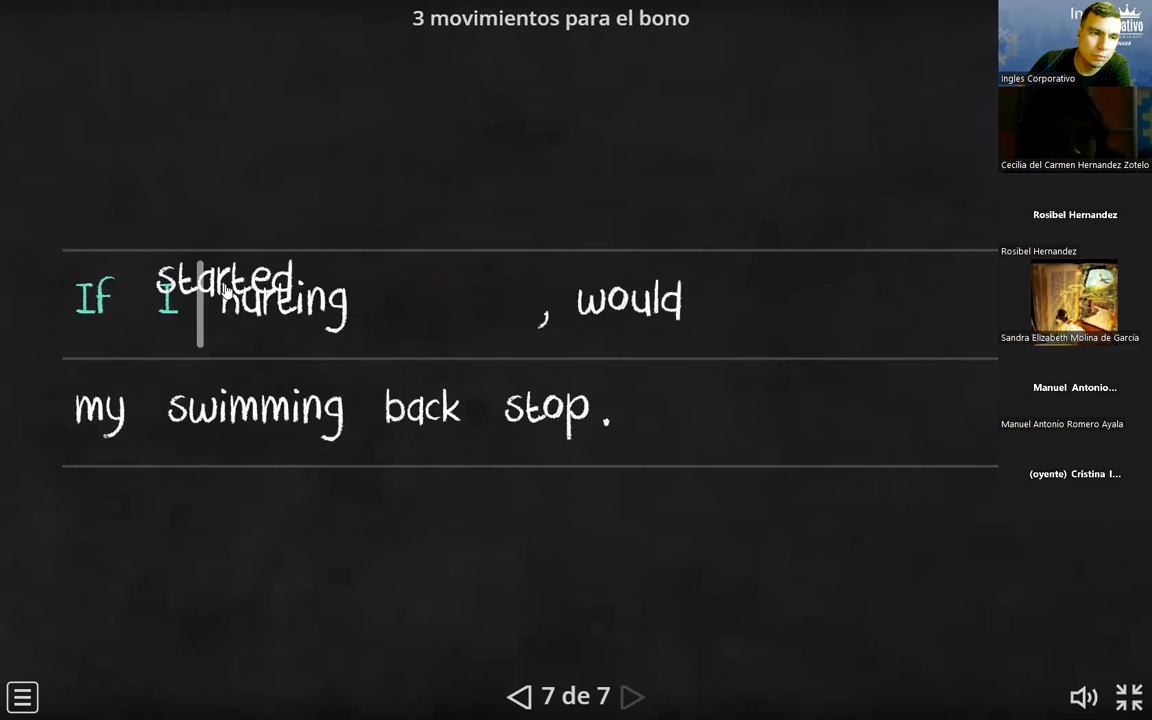 3 movimientos para el bono
If I started hurting , would
my swimming back stop .
7 de 7
Ingles Corporativo
Cecilia del Carmen Hernandez Zotelo
Rosibel Hernandez
Rosibel Hernandez
Sandra Elizabeth Molina de García
Manuel Antonio...
Manuel Antonio Romero Ayala
(oyente) Cristina I...